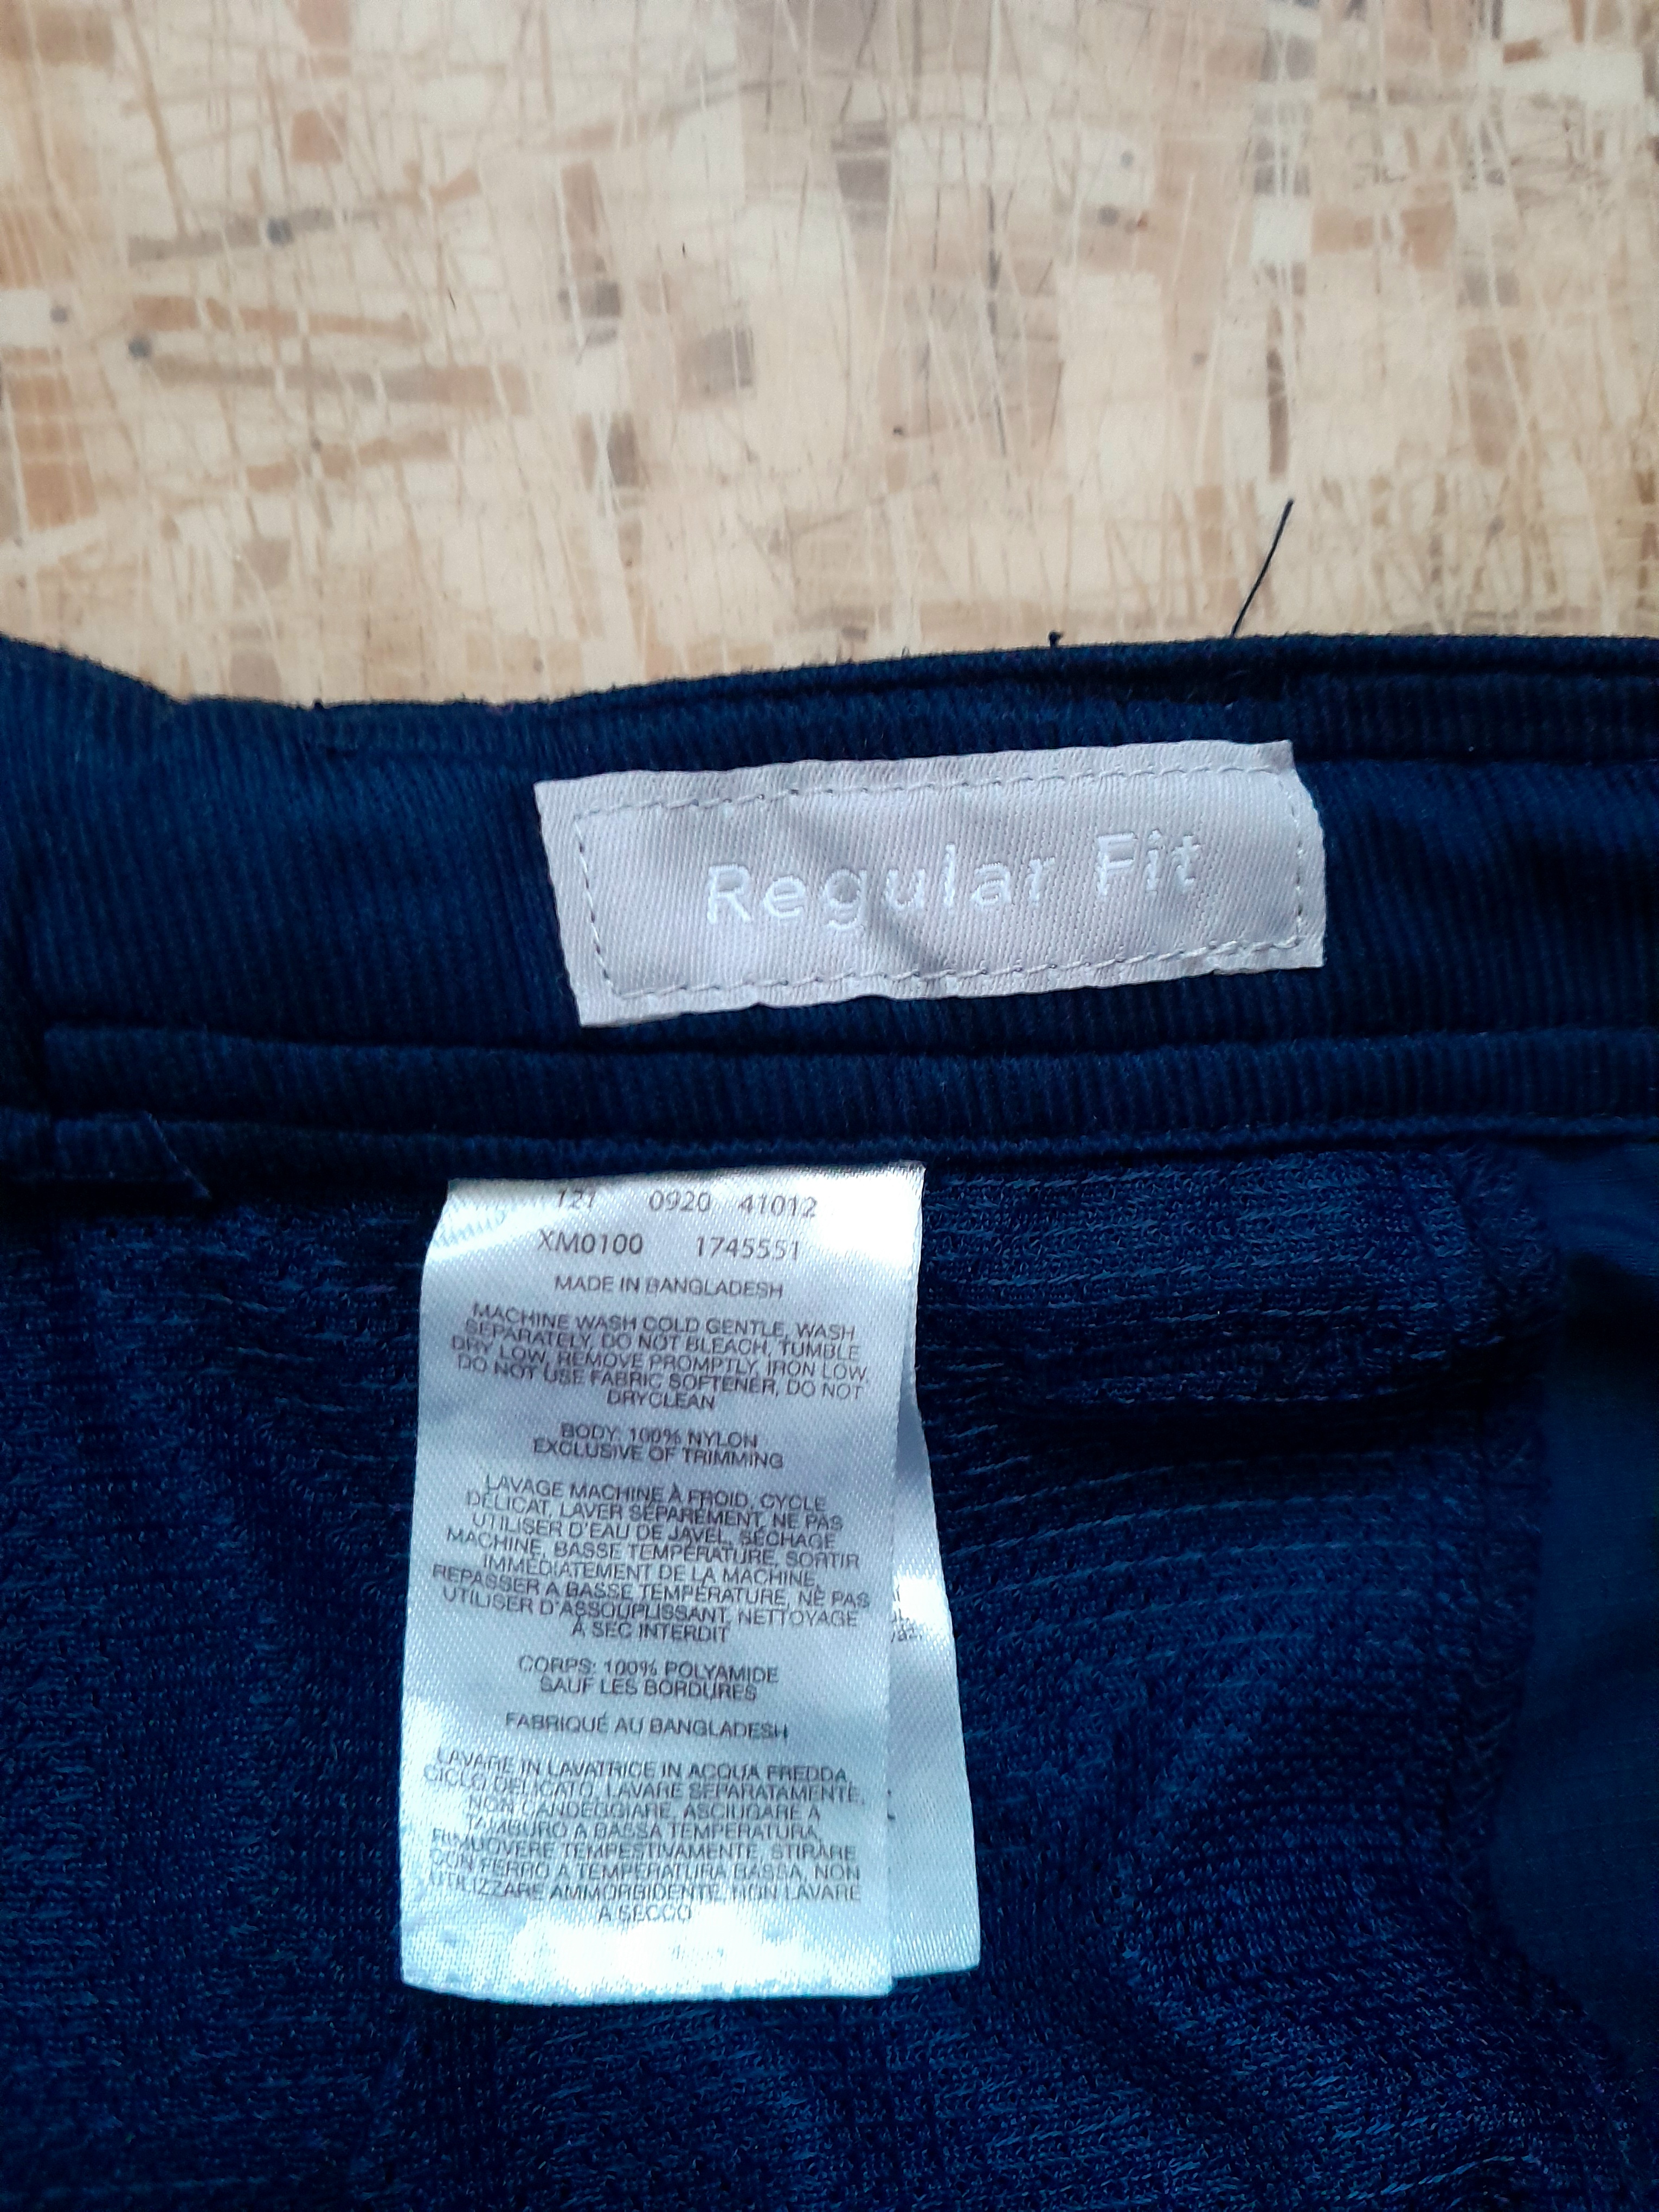 Regular Fit
0920 41012
XM0100 1745551
MADE IN BANGLADESH
MACHINE WASH COLD GENTLE, WASH
SEPARATELY, DO NOT BLEACH, TUMBLE
DRY LOW, REMOVE PROMPTLY, IRON LOW,
DO NOT USE FABRIC SOFTENER, DO NOT
DRYCLEAN
BODY: 100% NYLON
EXCLUSIVE OF TRIMMING
LAVAGE MACHINE À FROID, CYCLE
DÉLICAT, LAVER SÉPARÉMENT, NE PAS
UTILISER D'EAU DE JAVEL, SÉCHAGE
MACHINE, BASSE TEMPÉRATURE, SORTIR
IMMÉDIATEMENT DE LA MACHINE,
REPASSER A BASSE TEMPÉRATURE, NE PAS
UTILISER D'ASSOUPLISSANT, NETTOYAGE
À SEC INTERDIT
CORPS: 100% POLYAMIDE
SAUF LES BORDURES
FABRIQUÉ AU BANGLADESH
LAVARE IN LAVATRICE IN ACQUA FREDDA,
CICLO DELICATO, LAVARE SEPARATAMENTE,
NON CANDEGGIARE, ASCIUGARE A
TAMBURO A BASSA TEMPERATURA,
RIMUOVERE TEMPESTIVAMENTE, STIRARE
CON FERRO A TEMPERATURA BASSA, NON
UTILIZZARE AMMORBIDENTE, NON LAVARE
A SECCO